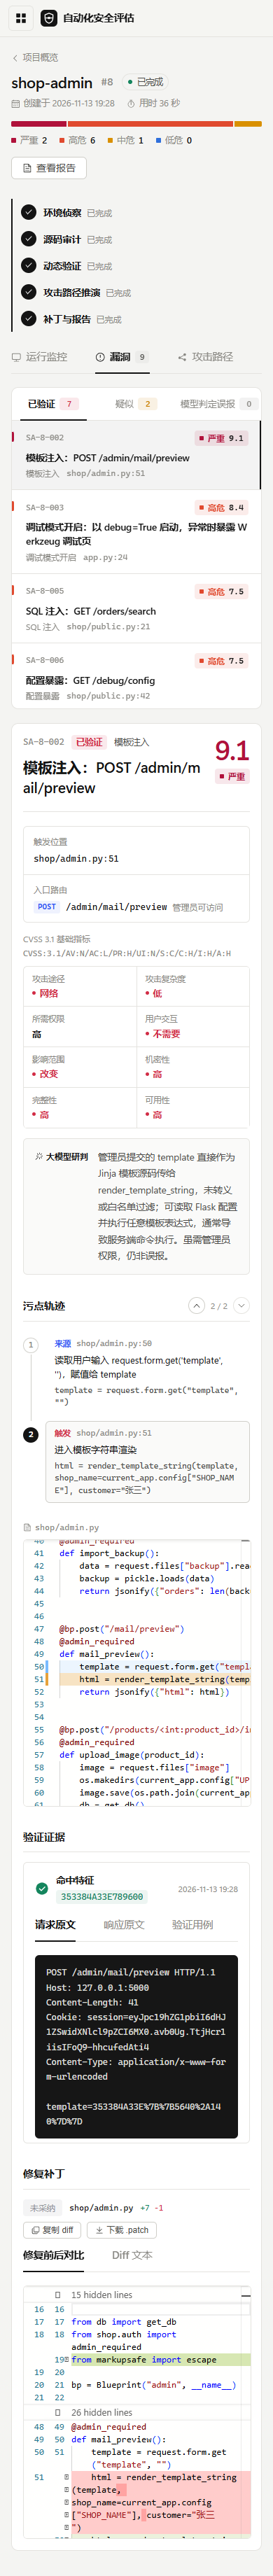 自动化安全评估
项目概览
shop-admin #8 已完成
创建于 2026-11-13 19:28 用时 36 秒
严重 2 高危 6 中危 1 低危 0
查看报告
环境侦察 已完成
源码审计 已完成
动态验证 已完成
攻击路径推演 已完成
补丁与报告 已完成
运行监控 漏洞 9 攻击路径
已验证 7 疑似 2 模型判定误报 0
SA-8-002 严重 9.1
模板注入：POST /admin/mail/preview
模板注入 shop/admin.py:51
SA-8-003 高危 8.4
调试模式开启：以 debug=True 启动，异常时暴露 W
erkzeug 调试页
调试模式开启 app.py:24
SA-8-005 高危 7.5
SQL 注入：GET /orders/search
SQL 注入 shop/public.py:21
SA-8-006 高危 7.5
配置暴露：GET /debug/config
配置暴露 shop/public.py:42
SA-8-002 已验证 模板注入 9.1
模板注入：POST /admin/m
ail/preview
严重
触发位置
shop/admin.py:51
入口路由
POST /admin/mail/preview 管理员可访问
CVSS 3.1 基础指标
CVSS:3.1/AV:N/AC:L/PR:H/UI:N/S:C/C:H/I:H/A:H
攻击途径 攻击复杂度
网络 低
所需权限 用户交互
高 不需要
影响范围 机密性
改变 高
完整性 可用性
高 高
大模型研判 管理员提交的 template 直接作为
Jinja 模板源码传给
render_template_string，未转义
或白名单过滤；可读取 Flask 配置
并执行任意模板表达式，通常导
致服务端命令执行。虽需管理员
权限，仍非误报。
污点轨迹 2 / 2
1 来源 shop/admin.py:50
读取用户输入 request.form.get('template',
'')，赋值给 template
template = request.form.get("template",
"")
2 触发 shop/admin.py:51
进入模板字符串渲染
html = render_template_string(template,
shop_name=current_app.config["SHOP_NAM
E"], customer="张三")
shop/admin.py
40 @admin_required
41 def import_backup():
42 data = request.files["backup"].rea
43 backup = pickle.loads(data)
44 return jsonify({"orders": len(back
45
46
47 @bp.post("/mail/preview")
48 @admin_required
49 def mail_preview():
50 template = request.form.get("templa
51 html = render_template_string(temp
52 return jsonify({"html": html})
53
54
55 @bp.post("/products/<int:product_id>/i
56 @admin_required
57 def upload_image(product_id):
58 image = request.files["image"]
59 os.makedirs(current_app.config["UP
60 image.save(os.path.join(current_ap
61 db = get_db()
验证证据
命中特征
353384A33E789600 2026-11-13 19:28
请求原文 响应原文 验证用例
POST /admin/mail/preview HTTP/1.1
Host: 127.0.0.1:5000
Content-Length: 41
Content-Type: application/x-www-for
m-urlencoded
template=353384A33E%7B%7B5640%2A14
0%7D%7D
修复补丁
未采纳 shop/admin.py +7 -1
复制 diff 下载 .patch
修复前后对比 Diff 文本
15 hidden lines
16 16
17 17 from db import get_db
18 18 from shop.auth import
admin_required
19 from markupsafe import escape
19 20
20 21 bp = Blueprint("admin", __name__)
21 22
26 hidden lines
48 49 @admin_required
49 50 def mail_preview():
50 51 template = request.form.get
("template", "")
51 html = render_template_string
(template,
shop_name=current_app.config
["SHOP_NAME"], customer="张三
")